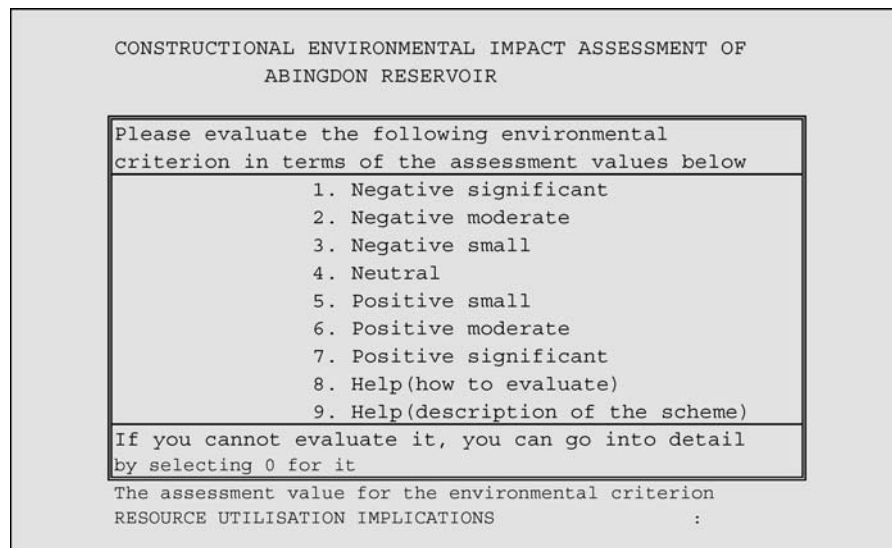 CONSTRUCTIONAL ENVIRONMENTAL IMPACT ASSESSMENT OF
ABINGDON RESERVOIR
Please evaluate the following environmental
criterion in terms of the assessment values below
1. Negative significant
2. Negative moderate
3. Negative small
4. Neutral
5. Positive small
6. Positive moderate
7. Positive significant
8. Help(how to evaluate)
9. Help(description of the scheme)
If you cannot evaluate it, you can go into detail
by selecting 0 for it
The assessment value for the environmental criterion
RESOURCE UTILISATION IMPLICATIONS :